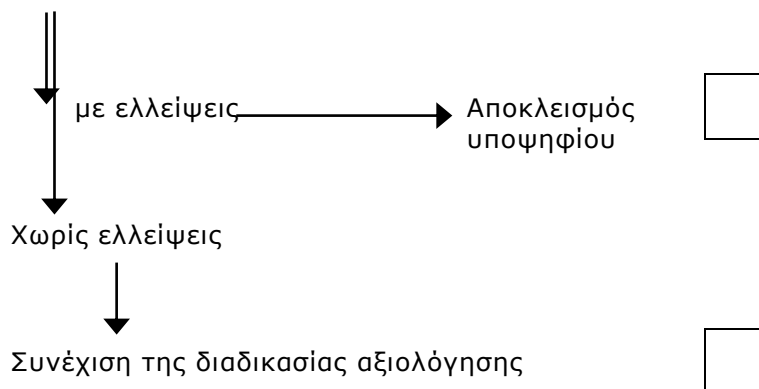 με ελλείψεις
Αποκλεισμός
υποψηφίου
Χωρίς ελλείψεις
Συνέχιση της διαδικασίας αξιολόγησης